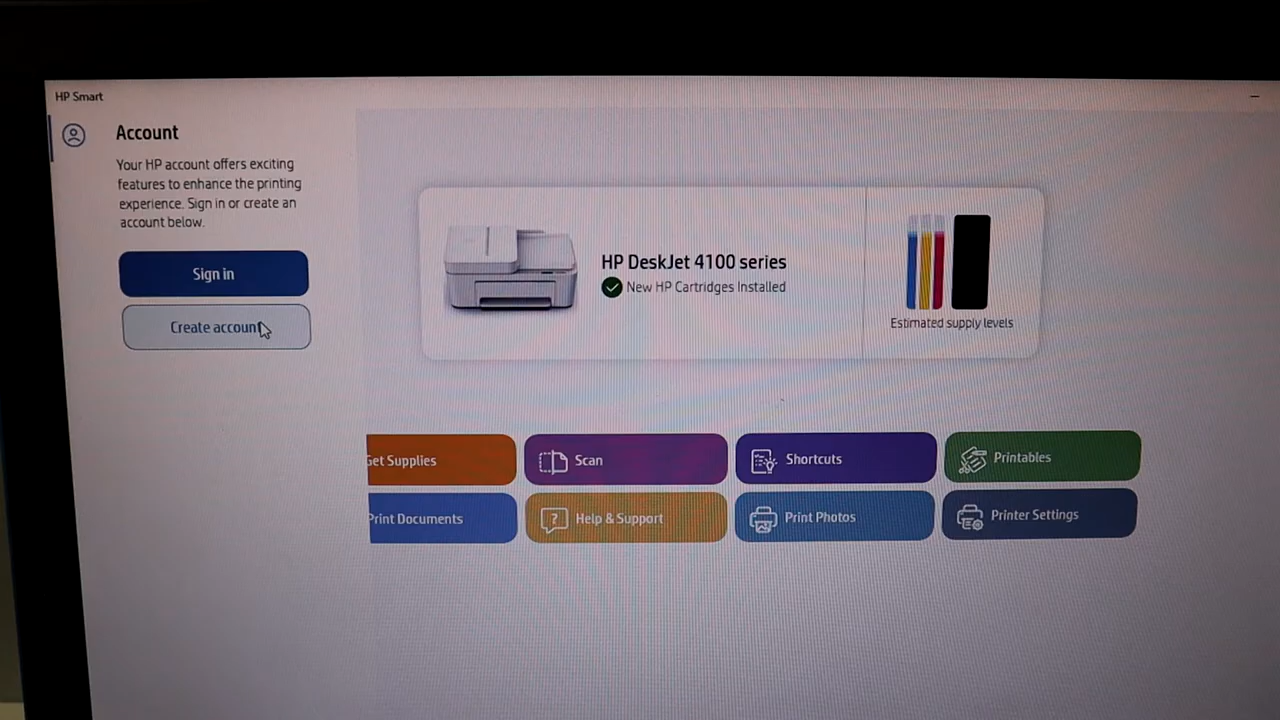 HP Smart
Account
Your HP account offers exciting
features to enhance the printing
experience. Sign in or create an
account below.
Sign in
Create account
HP DeskJet 4100 series
New HP Cartridges Installed
Estimated supply levels
Get Supplies
Scan
Shortcuts
Printables
Print Documents
Help & Support
Print Photos
Printer Settings